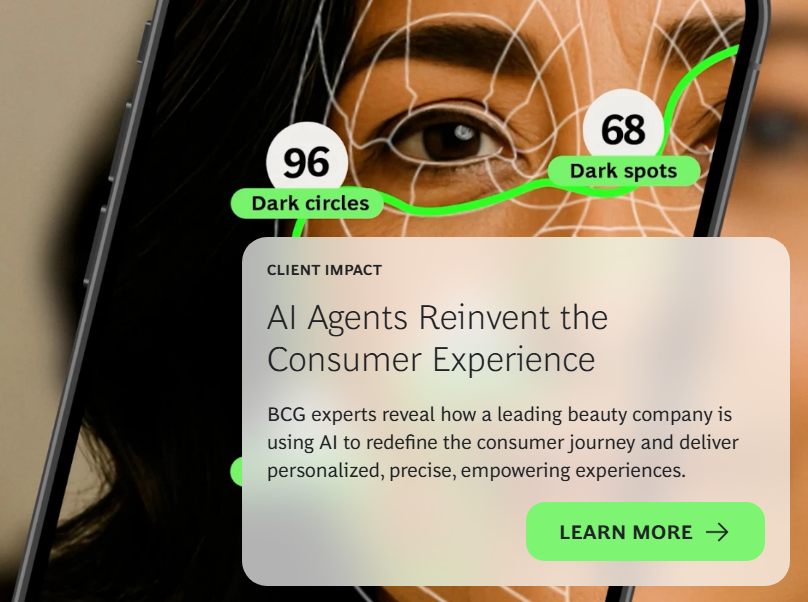 96
68
Dark circles
Dark spots
CLIENT IMPACT
AI Agents Reinvent the
Consumer Experience
BCG experts reveal how a leading beauty company is
using AI to redefine the consumer journey and deliver
personalized, precise, empowering experiences.
LEARN MORE →